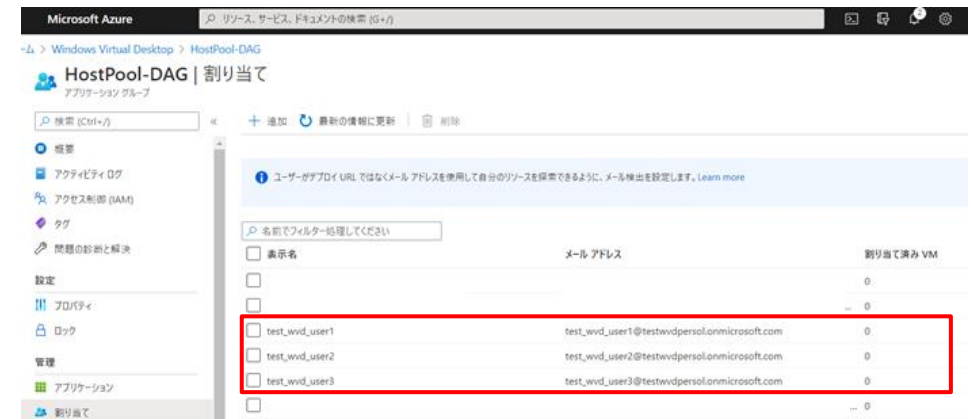 Microsoft Azure
リソース、サービス、ドキュメントの検索 (G+/)
ーム > Windows Virtual Desktop > HostPool-DAG
HostPool-DAG | 割り当て
アプリケーション グループ
検索 (Ctrl+/)
追加 最新の情報に更新 削除
概要
アクティビティ ログ
アクセス制御 (IAM)
タグ
問題の診断と解決
設定
プロパティ
ロック
管理
アプリケーション
割り当て
ユーザーがデプロイ URL ではなくメール アドレスを使用して自分のリソースを探索できるように、メール検出を設定します。Learn more
名前でフィルター処理してください
表示名 メール アドレス 割り当て済み VM
0
... 0
test_wvd_user1 test_wvd_user1@testwvdpersol.onmicrosoft.com 0
test_wvd_user2 test_wvd_user2@testwvdpersol.onmicrosoft.com 0
test_wvd_user3 test_wvd_user3@testwvdpersol.onmicrosoft.com 0
... 0